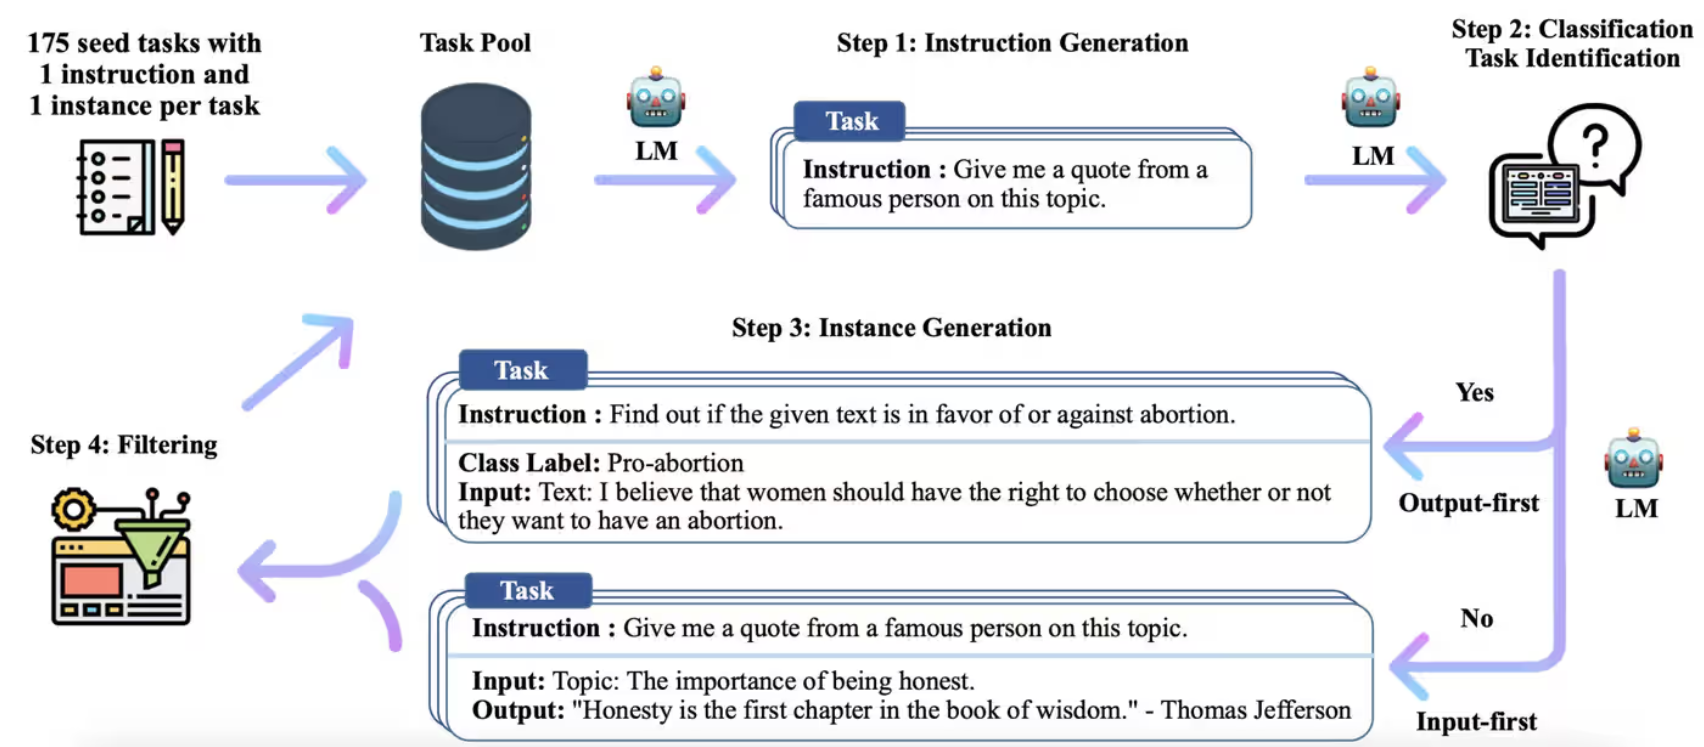 175 seed tasks with
1 instruction and
1 instance per task
Task Pool
LM
Step 1: Instruction Generation
Task
Instruction : Give me a quote from a
famous person on this topic.
LM
Step 2: Classification
Task Identification
?
Step 3: Instance Generation
Task
Instruction : Find out if the given text is in favor of or against abortion.
Class Label: Pro-abortion
Input: Text: I believe that women should have the right to choose whether or not
they want to have an abortion.
Yes
Output-first
LM
Task
Instruction : Give me a quote from a famous person on this topic.
Input: Topic: The importance of being honest.
Output: "Honesty is the first chapter in the book of wisdom." - Thomas Jefferson
No
Input-first
Step 4: Filtering